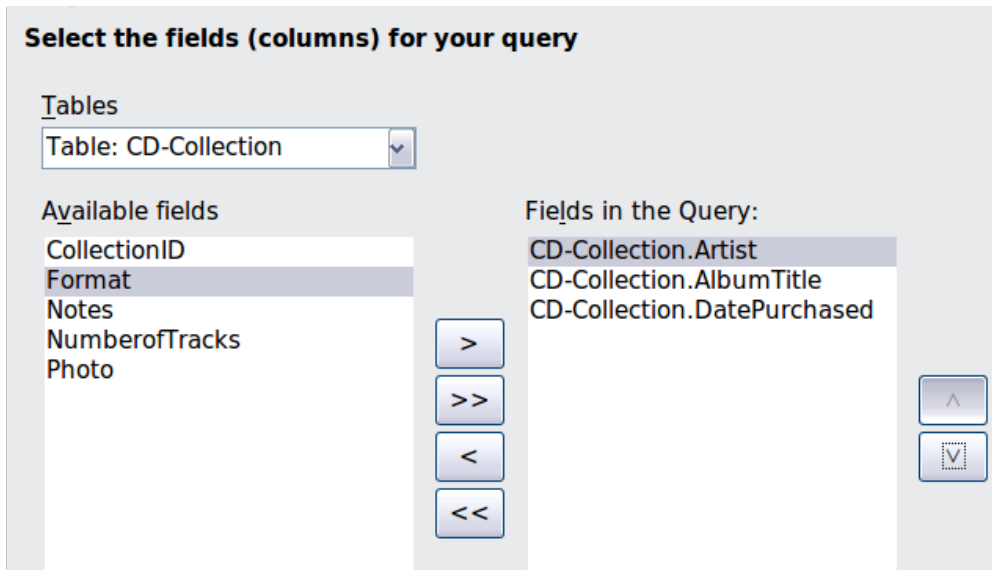 Select the fields (columns) for your query
Tables
Table: CD-Collection
Available fields
CollectionID
Format
Notes
NumberofTracks
Photo
>
>>
<
<<
Fields in the Query:
CD-Collection.Artist
CD-Collection.AlbumTitle
CD-Collection.DatePurchased